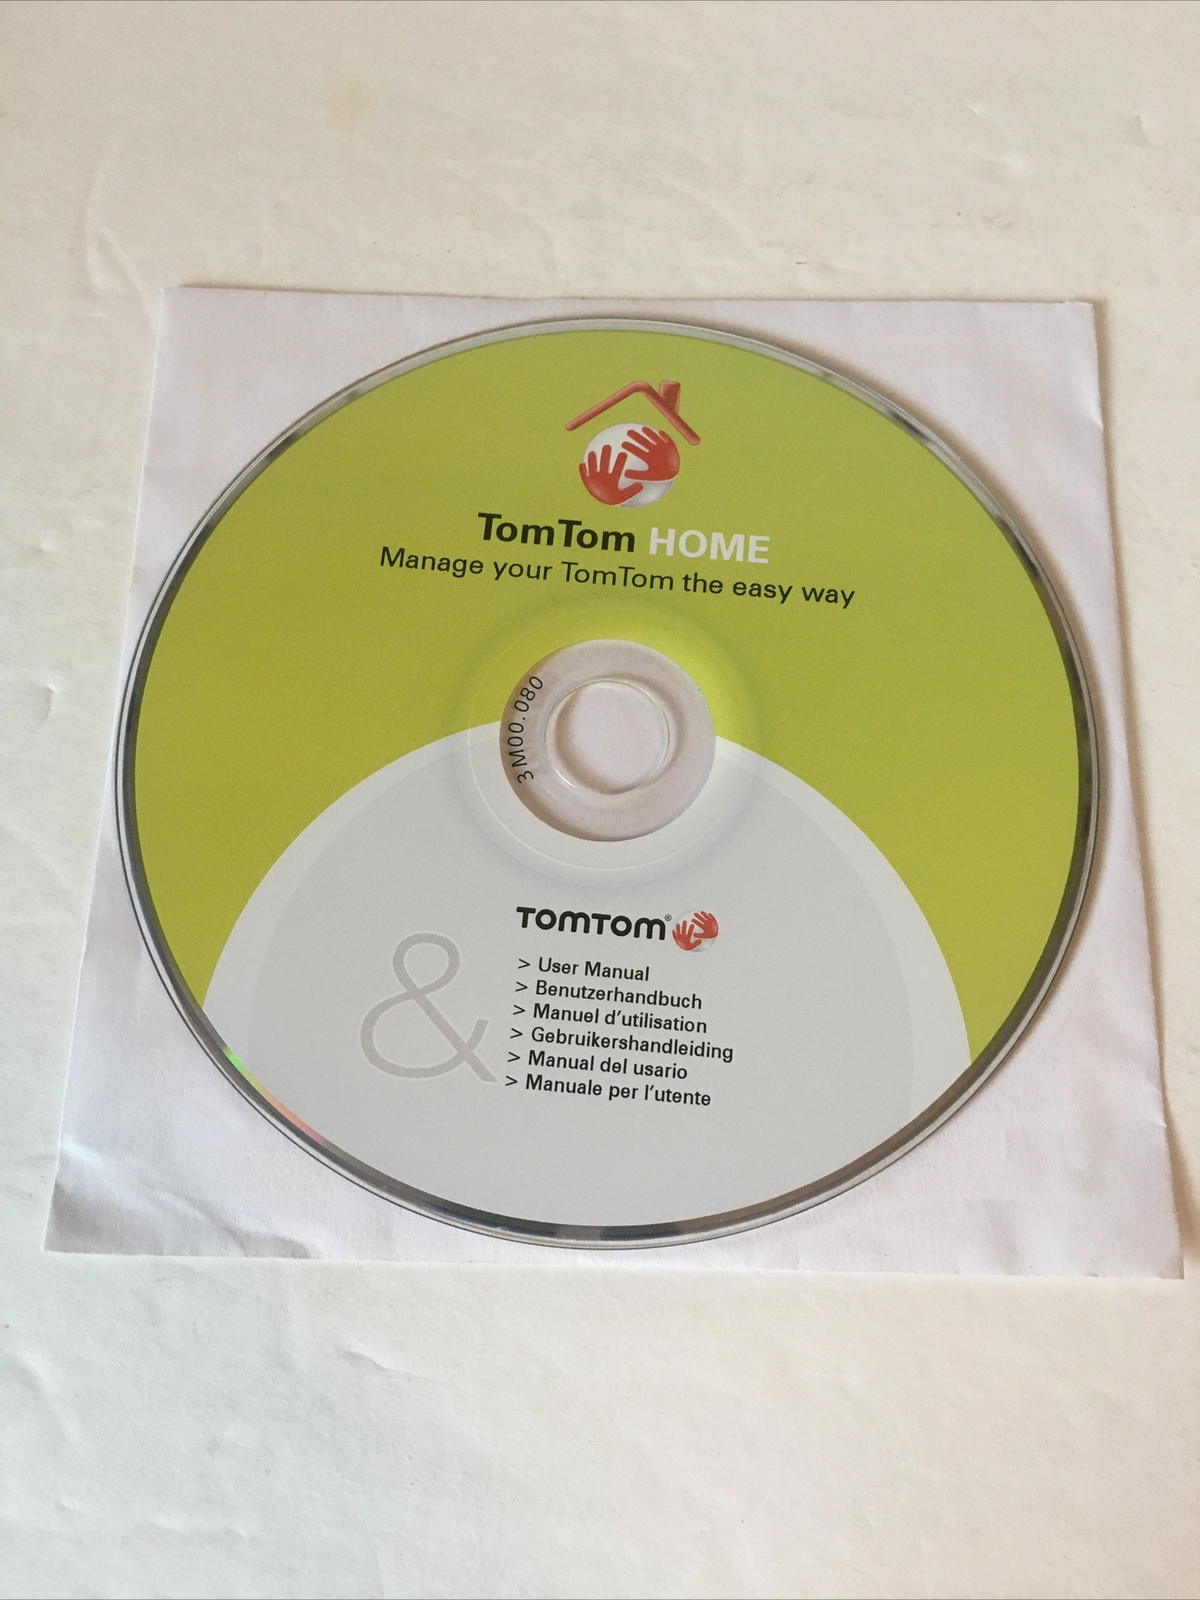 TomTom HOME
Manage your TomTom the easy way
3M00.080
TOMTOM®
&
> User Manual
> Benutzerhandbuch
> Manuel d'utilisation
> Gebruikershandleiding
> Manual del usario
> Manuale per l'utente